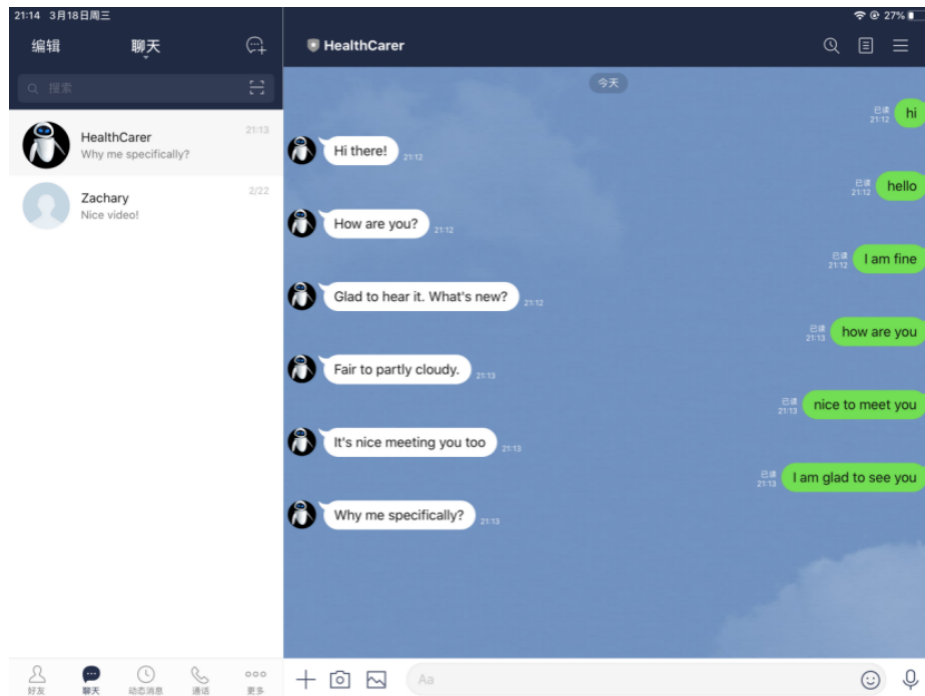 21:14 3月18日周三
27%
编辑
聊天
搜索
HealthCarer
21:13
Why me specifically?
Zachary
2/22
Nice video!
好友
聊天
动态消息
通话
更多
HealthCarer
今天
已读
21:12
hi
Hi there!
21:12
已读
21:12
hello
How are you?
21:12
已读
21:12
I am fine
Glad to hear it. What's new?
21:12
已读
21:13
how are you
Fair to partly cloudy.
21:13
已读
21:13
nice to meet you
It's nice meeting you too
21:13
已读
21:13
I am glad to see you
Why me specifically?
21:13
Aa